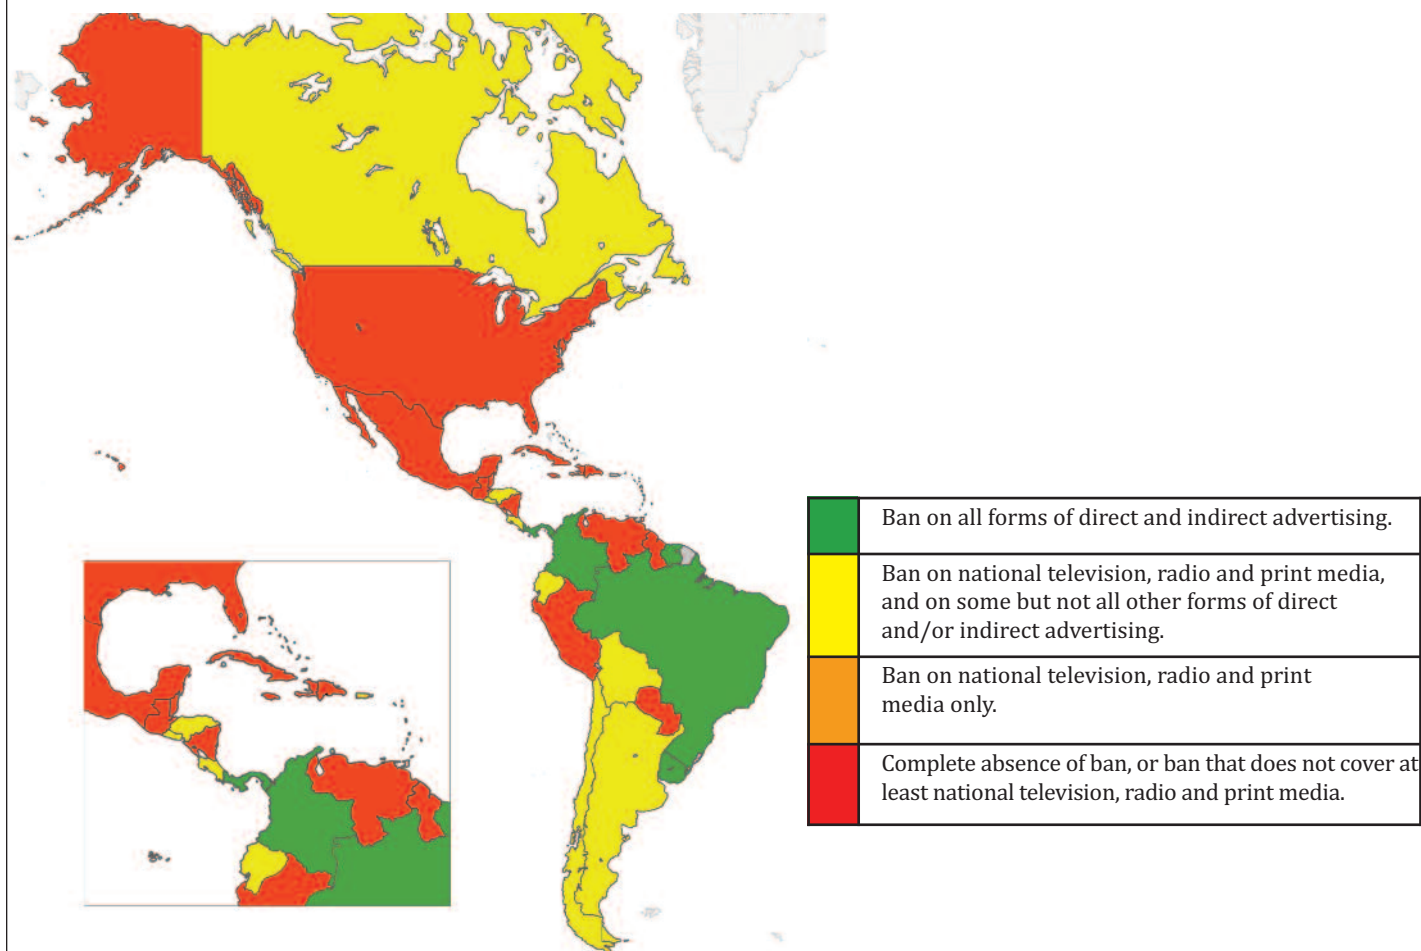 Ban on all forms of direct and indirect advertising.
Ban on national television, radio and print media,
and on some but not all other forms of direct
and/or indirect advertising.
Ban on national television, radio and print
media only.
Complete absence of ban, or ban that does not cover at
least national television, radio and print media.